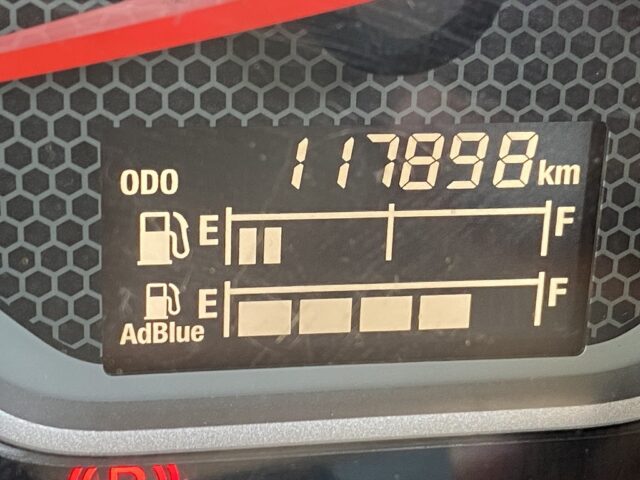 ODO 117898 km
E F
E F
AdBlue
((P))